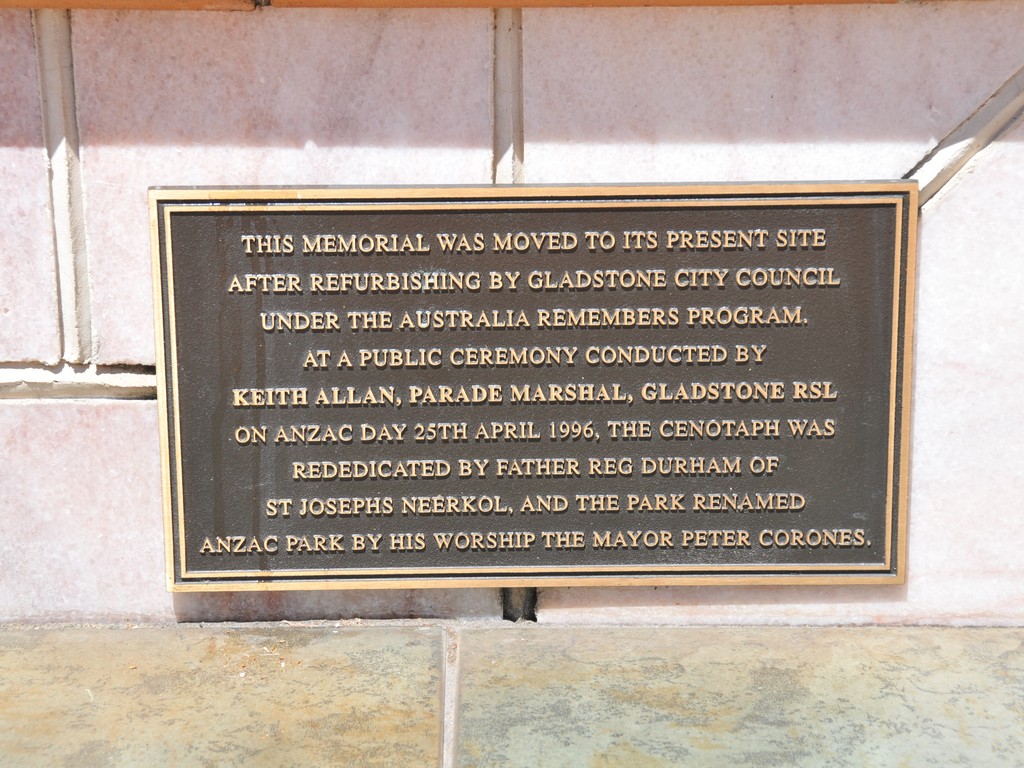 THIS MEMORIAL WAS MOVED TO ITS PRESENT SITE
AFTER REFURBISHING BY GLADSTONE CITY COUNCIL
UNDER THE AUSTRALIA REMEMBERS PROGRAM.
AT A PUBLIC CEREMONY CONDUCTED BY
KEITH ALLAN, PARADE MARSHAL, GLADSTONE RSL
ON ANZAC DAY 25TH APRIL 1996, THE CENOTAPH WAS
REDEDICATED BY FATHER REG DURHAM OF
ST JOSEPHS NEERKOL, AND THE PARK RENAMED
ANZAC PARK BY HIS WORSHIP THE MAYOR PETER CORONES.